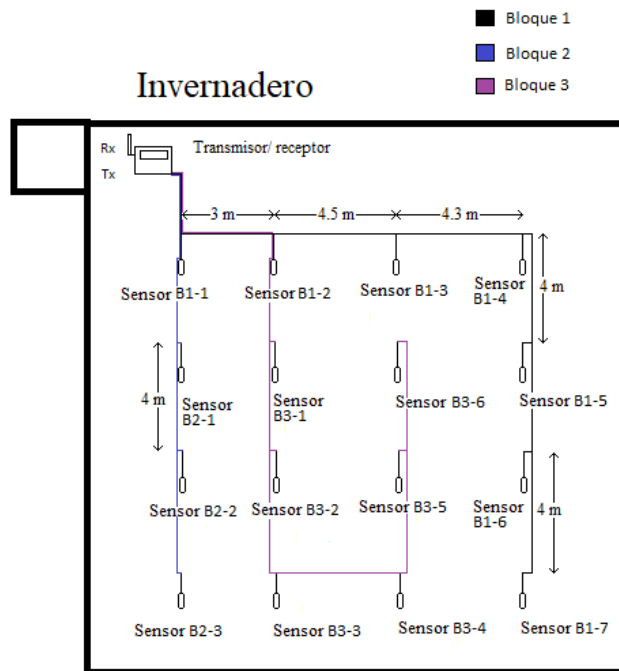 Bloque 1
Bloque 2
Bloque 3
Invernadero
Rx
Transmisor/ receptor
Tx
3 m
4.5 m
4.3 m
Sensor B1-1
Sensor B1-2
Sensor B1-3
Sensor
B1-4
4 m
4 m
Sensor
B2-1
Sensor
B3-1
Sensor B3-6
Sensor B1-5
Sensor B2-2
Sensor B3-2
Sensor B3-5
Sensor
B1-6
4 m
Sensor B2-3
Sensor B3-3
Sensor B3-4
Sensor B1-7